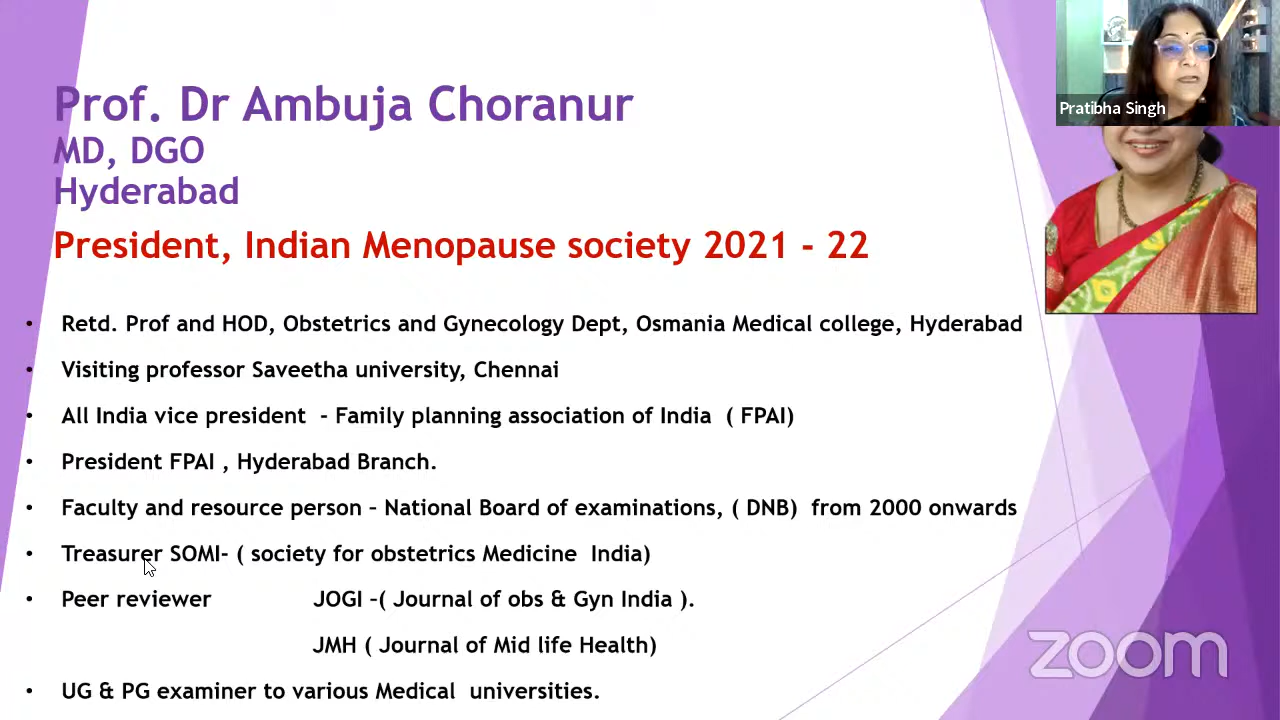 Prof. Dr Ambuja Choranur
MD, DGO
Hyderabad
President, Indian Menopause society 2021 - 22
Pratibha Singh
• Retd. Prof and HOD, Obstetrics and Gynecology Dept, Osmania Medical college, Hyderabad
• Visiting professor Saveetha university, Chennai
• All India vice president - Family planning association of India ( FPAI)
• President FPAI , Hyderabad Branch.
• Faculty and resource person – National Board of examinations, ( DNB) from 2000 onwards
• Treasurer SOMI- ( society for obstetrics Medicine India)
• Peer reviewer JOGI –( Journal of obs & Gyn India ).
JMH ( Journal of Mid life Health)
• UG & PG examiner to various Medical universities.
zoom